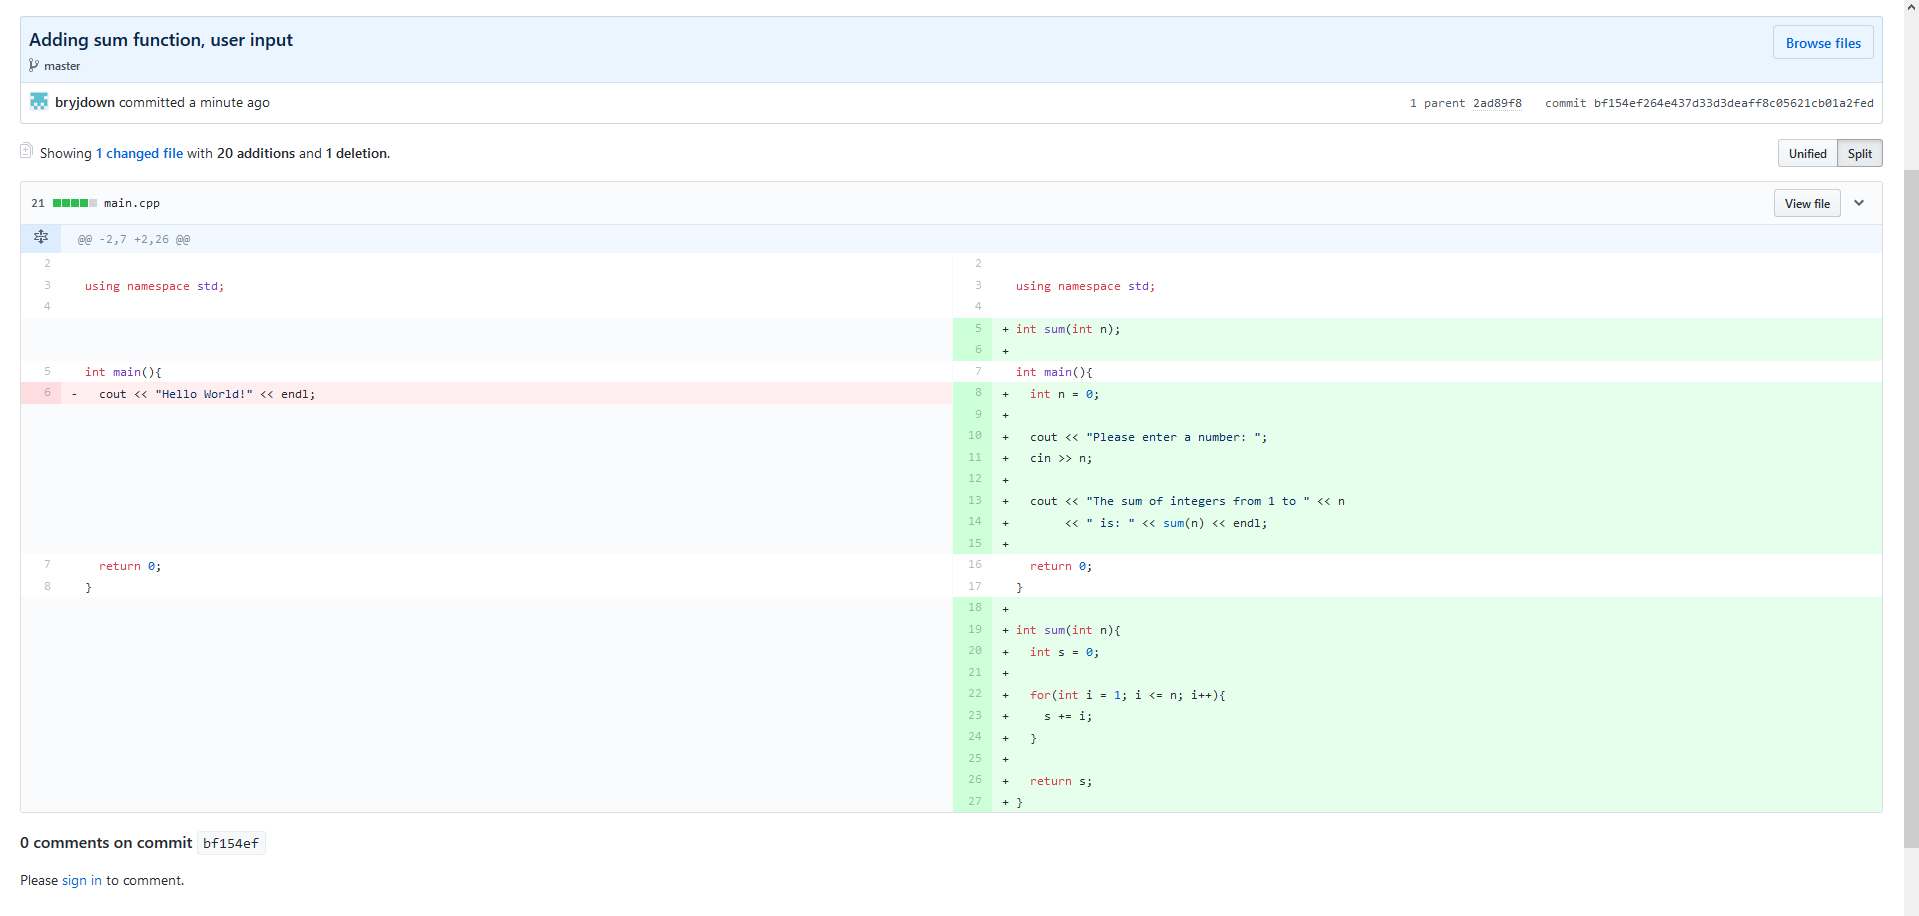 Adding sum function, user input
Browse files
master
bryjdown committed a minute ago
1 parent 2ad89f8 commit bf154ef264e437d33d3deaff8c05621cb01a2fed
Showing 1 changed file with 20 additions and 1 deletion.
Unified Split
21 main.cpp
View file
@@ -2,7 +2,26 @@
2 2
3 using namespace std; 3 using namespace std;
4 4
5 + int sum(int n);
6 +
5 int main(){ 7 int main(){
6 - cout << "Hello World!" << endl; 8 + int n = 0;
9 +
10 + cout << "Please enter a number: ";
11 + cin >> n;
12 +
13 + cout << "The sum of integers from 1 to " << n
14 + << " is: " << sum(n) << endl;
15 +
7 return 0; 16 return 0;
8 } 17 }
18 +
19 + int sum(int n){
20 + int s = 0;
21 +
22 + for(int i = 1; i <= n; i++){
23 + s += i;
24 + }
25 +
26 + return s;
27 + }
0 comments on commit bf154ef
Please sign in to comment.